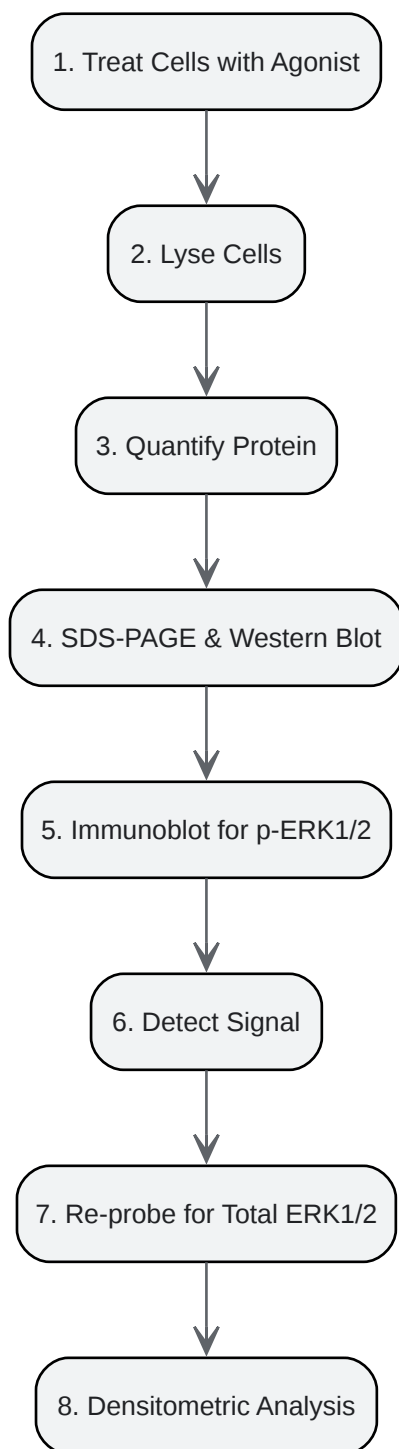 1. Treat Cells with Agonist
2. Lyse Cells
3. Quantify Protein
4. SDS-PAGE & Western Blot
5. Immunoblot for p-ERK1/2
6. Detect Signal
7. Re-probe for Total ERK1/2
8. Densitometric Analysis